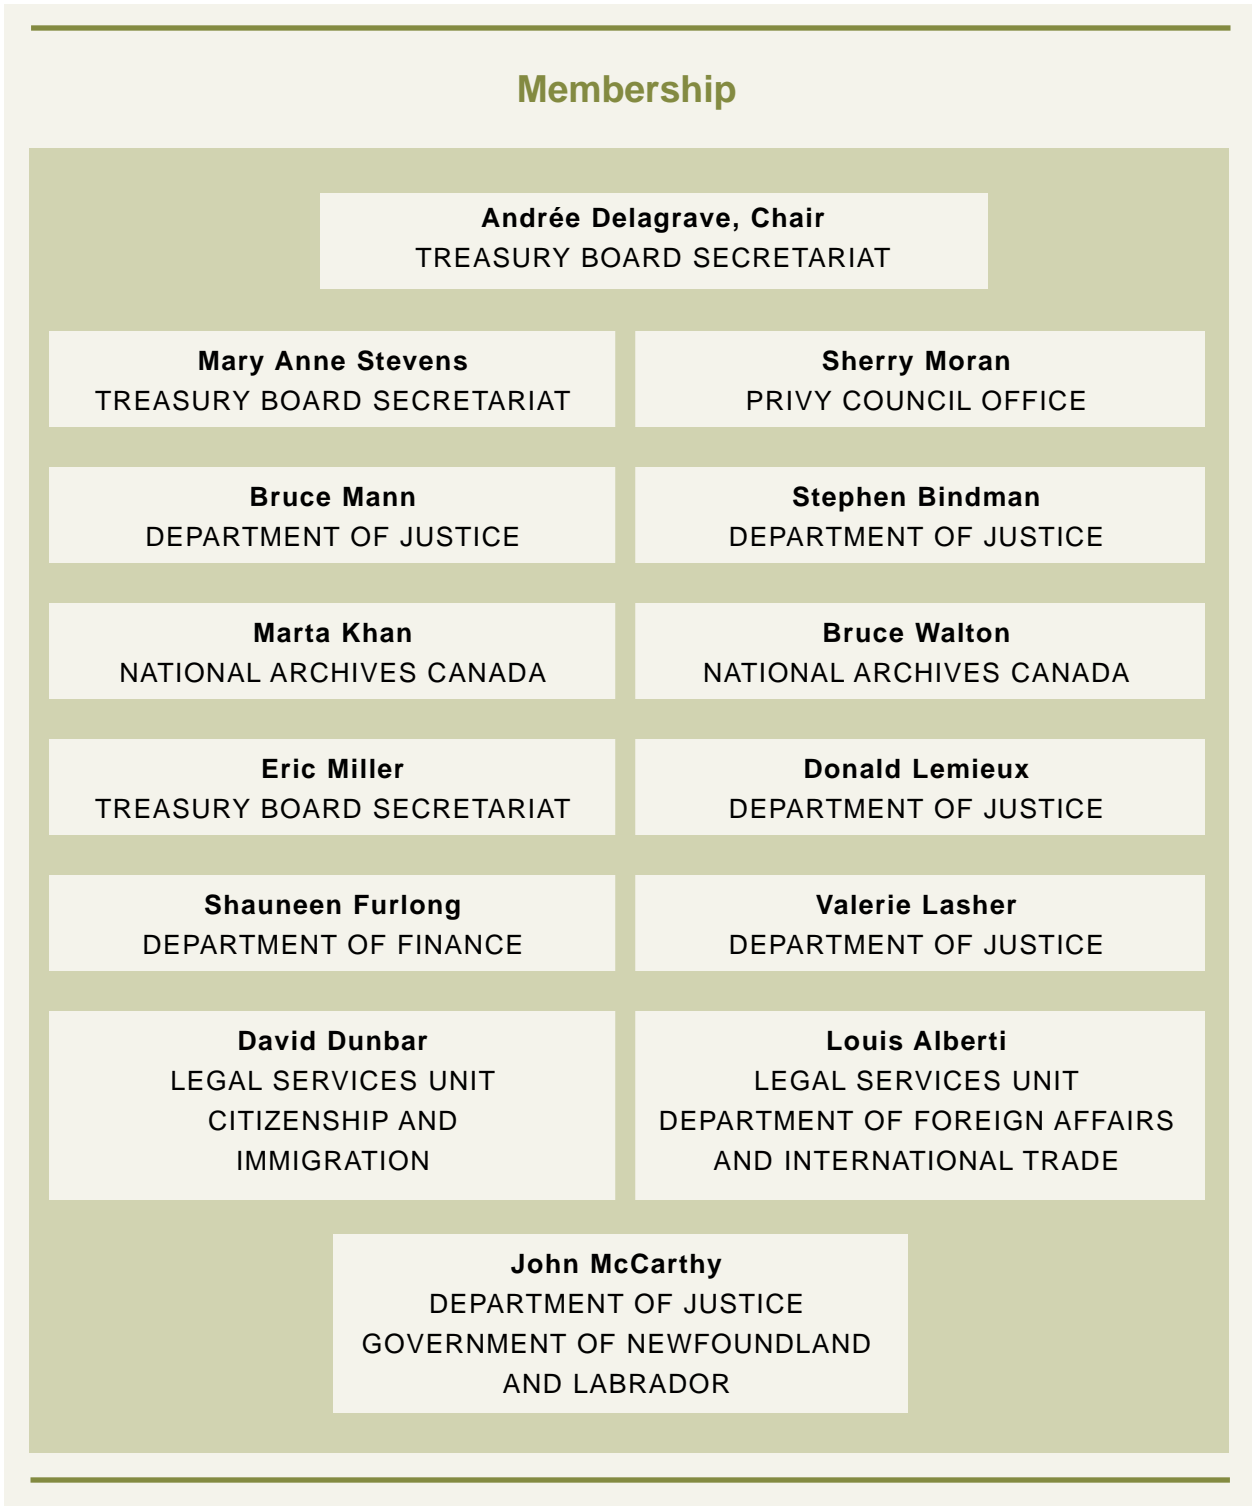 Membership
Andrée Delagrave, Chair
TREASURY BOARD SECRETARIAT
Mary Anne Stevens
TREASURY BOARD SECRETARIAT
Sherry Moran
PRIVY COUNCIL OFFICE
Bruce Mann
DEPARTMENT OF JUSTICE
Stephen Bindman
DEPARTMENT OF JUSTICE
Marta Khan
NATIONAL ARCHIVES CANADA
Bruce Walton
NATIONAL ARCHIVES CANADA
Eric Miller
TREASURY BOARD SECRETARIAT
Donald Lemieux
DEPARTMENT OF JUSTICE
Shauneen Furlong
DEPARTMENT OF FINANCE
Valerie Lasher
DEPARTMENT OF JUSTICE
David Dunbar
LEGAL SERVICES UNIT
CITIZENSHIP AND
IMMIGRATION
Louis Alberti
LEGAL SERVICES UNIT
DEPARTMENT OF FOREIGN AFFAIRS
AND INTERNATIONAL TRADE
John McCarthy
DEPARTMENT OF JUSTICE
GOVERNMENT OF NEWFOUNDLAND
AND LABRADOR